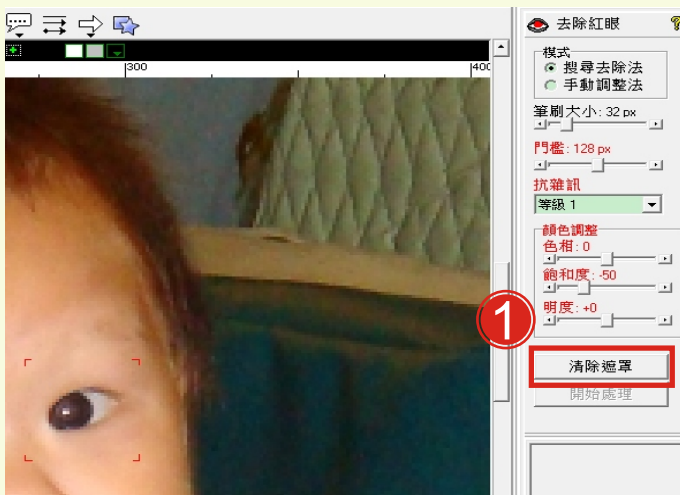 去除紅眼 ?
300 400
模式
搜尋去除法
手動調整法
筆刷大小: 32 px
門檻: 128 px
抗雜訊
等級 1
顏色調整
色相: 0
飽和度: -50
明度: +0
1
清除遮罩
開始處理